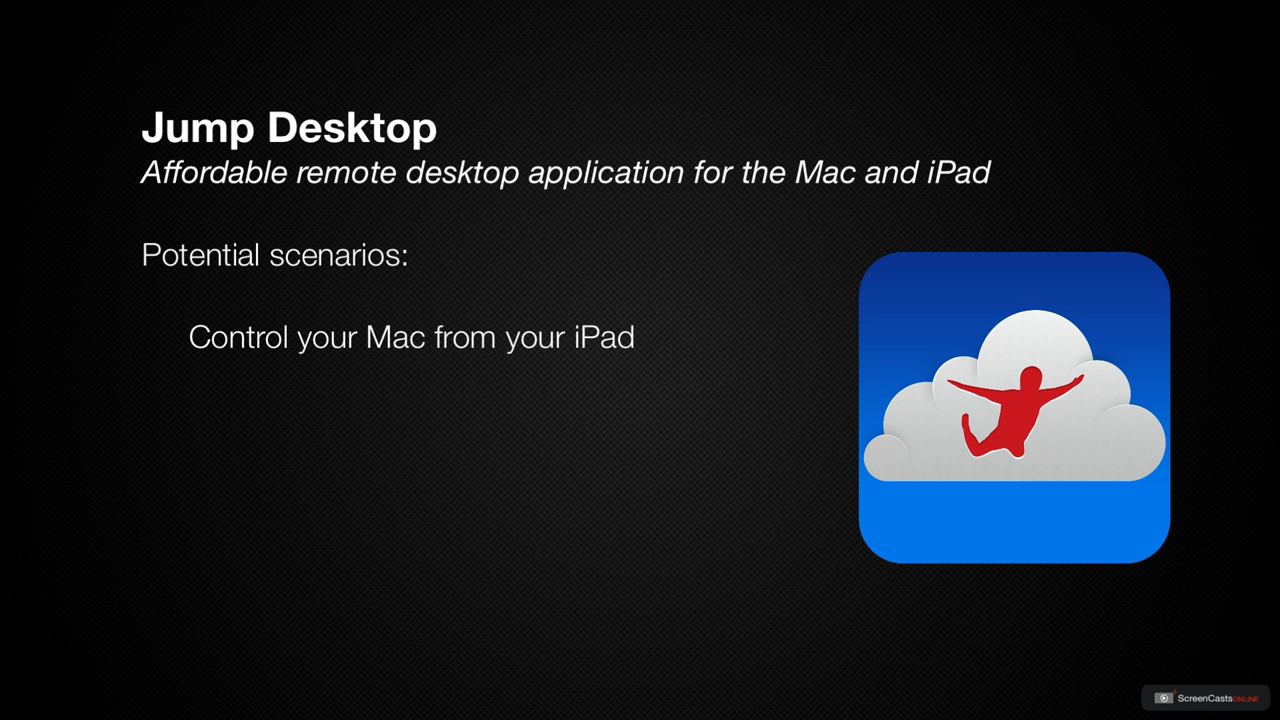 Jump Desktop
Affordable remote desktop application for the Mac and iPad
Potential scenarios:
Control your Mac from your iPad
ScreenCastsONLINE